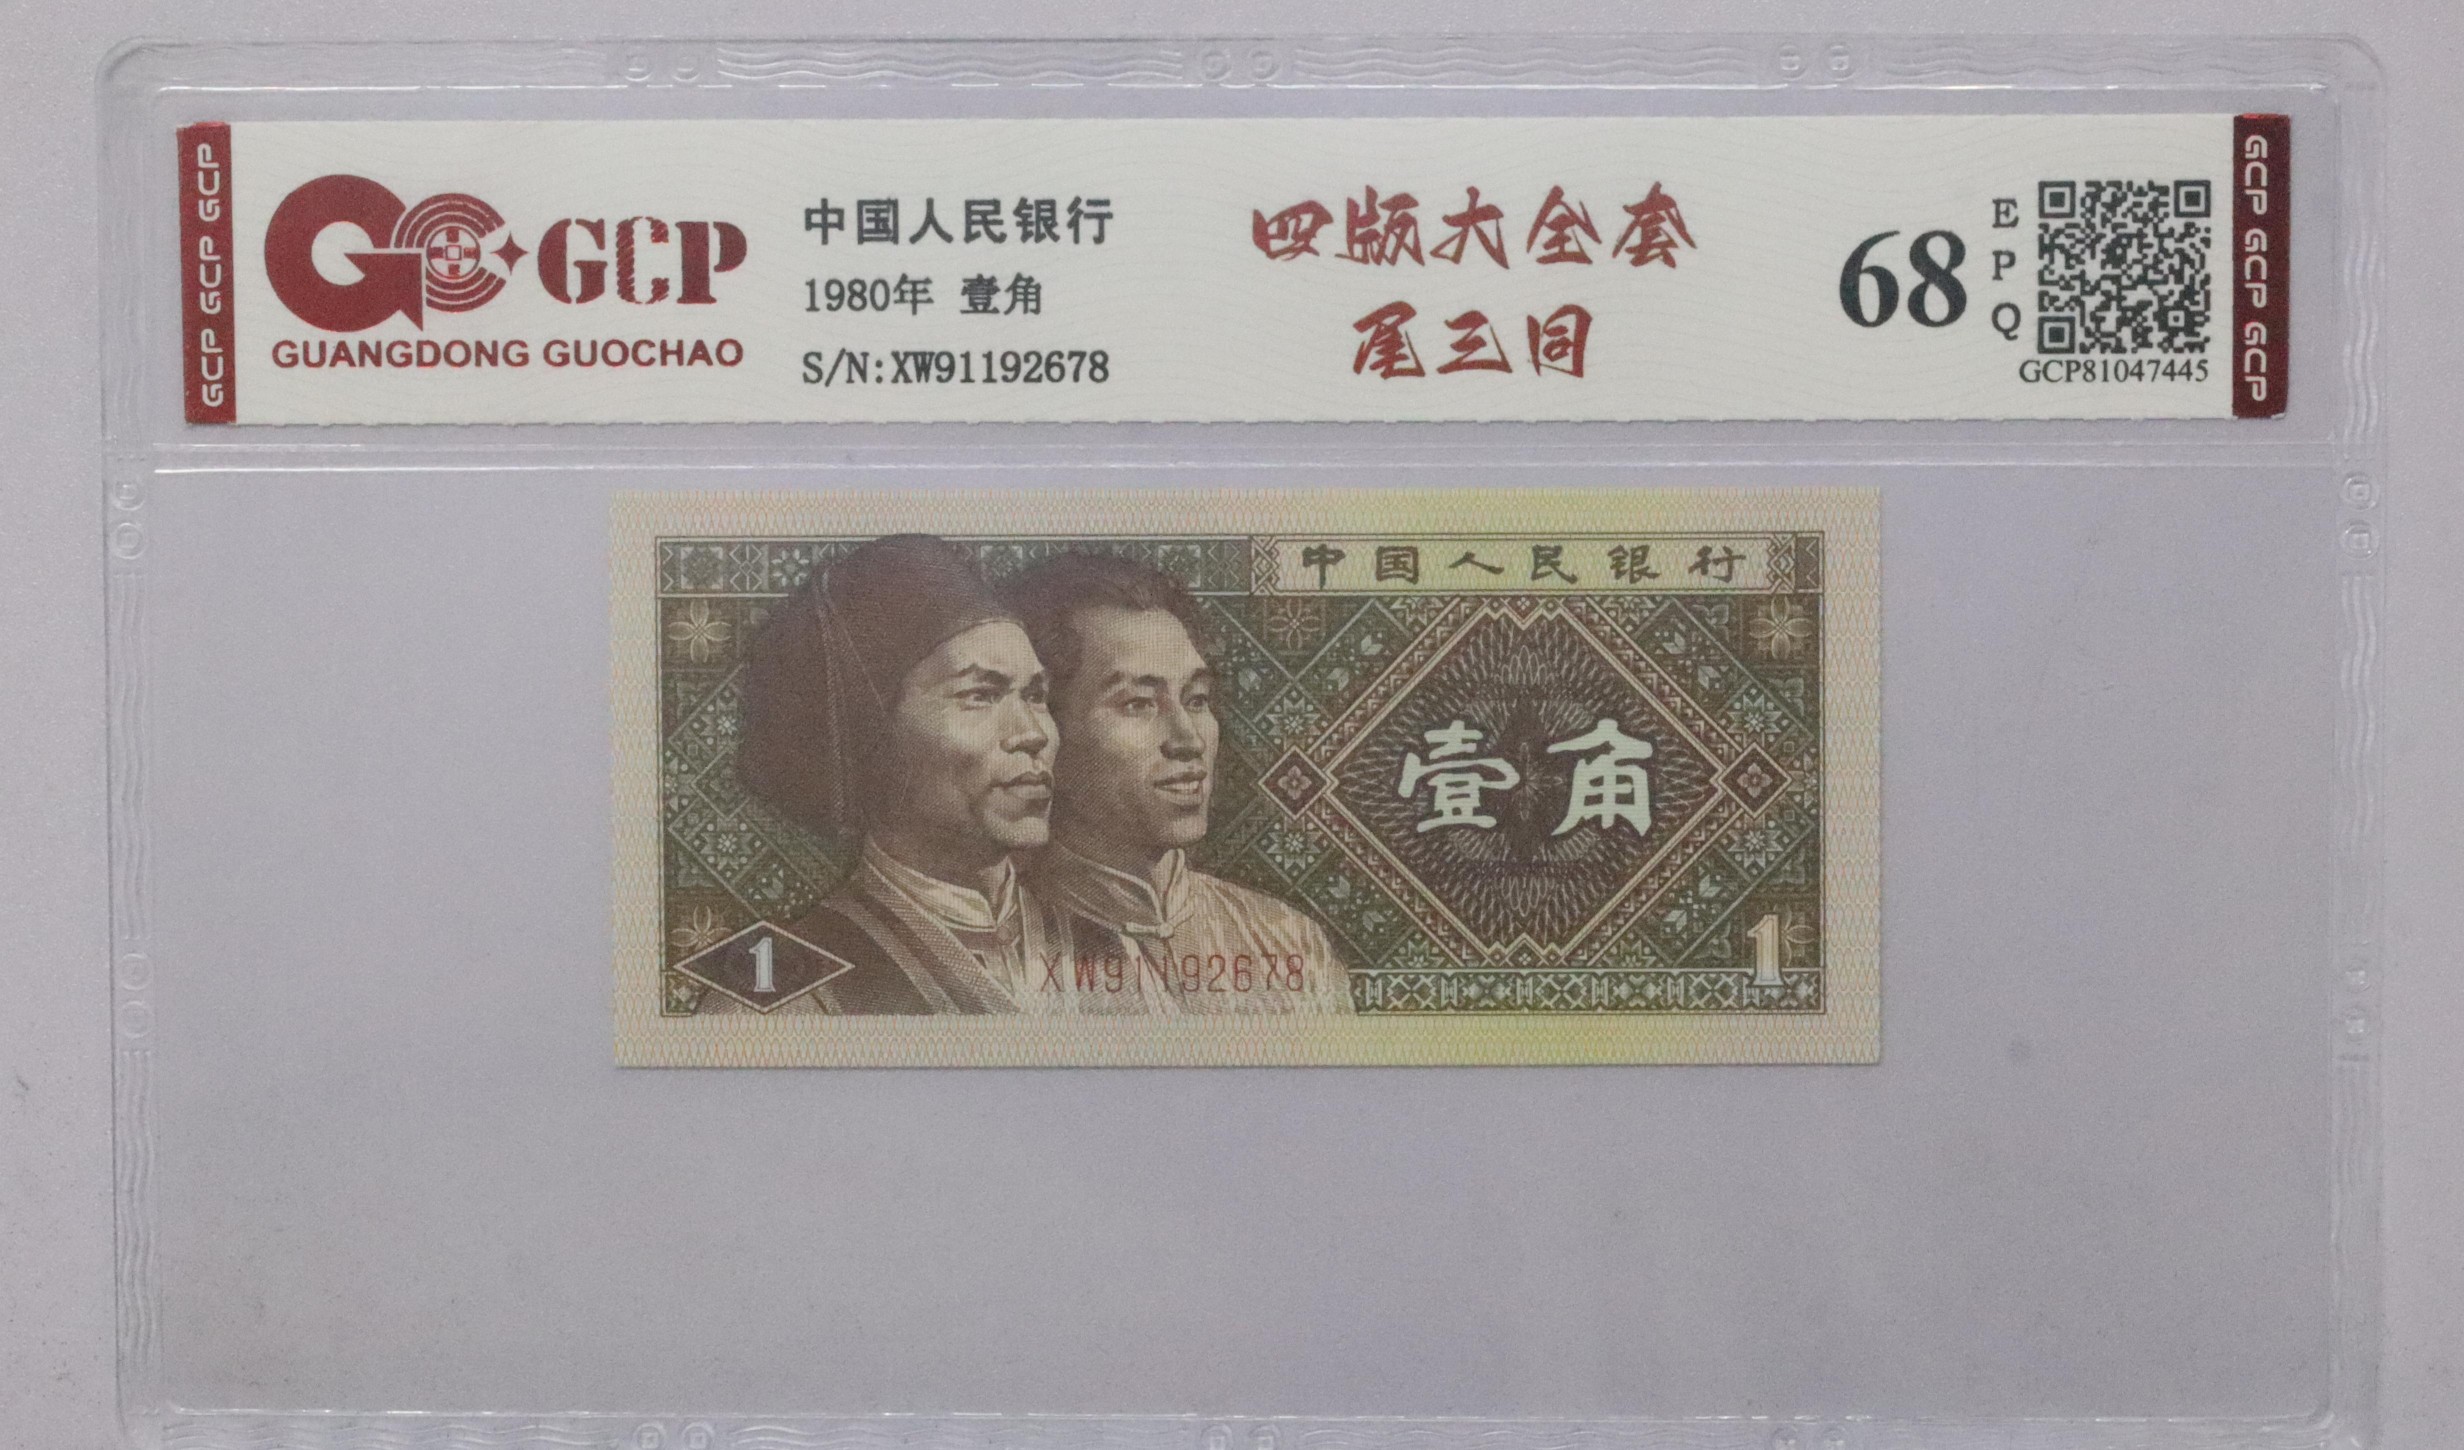 GCP GCP GCP
GCP
GUANGDONG GUOCHAO
中国人民银行
1980年 壹角
S/N:XW91192678
四版大全套
尾三同
68
EPQ
GCP81047445
GCP GCP GCP
中国人民银行
壹角
1
XW91192678
1